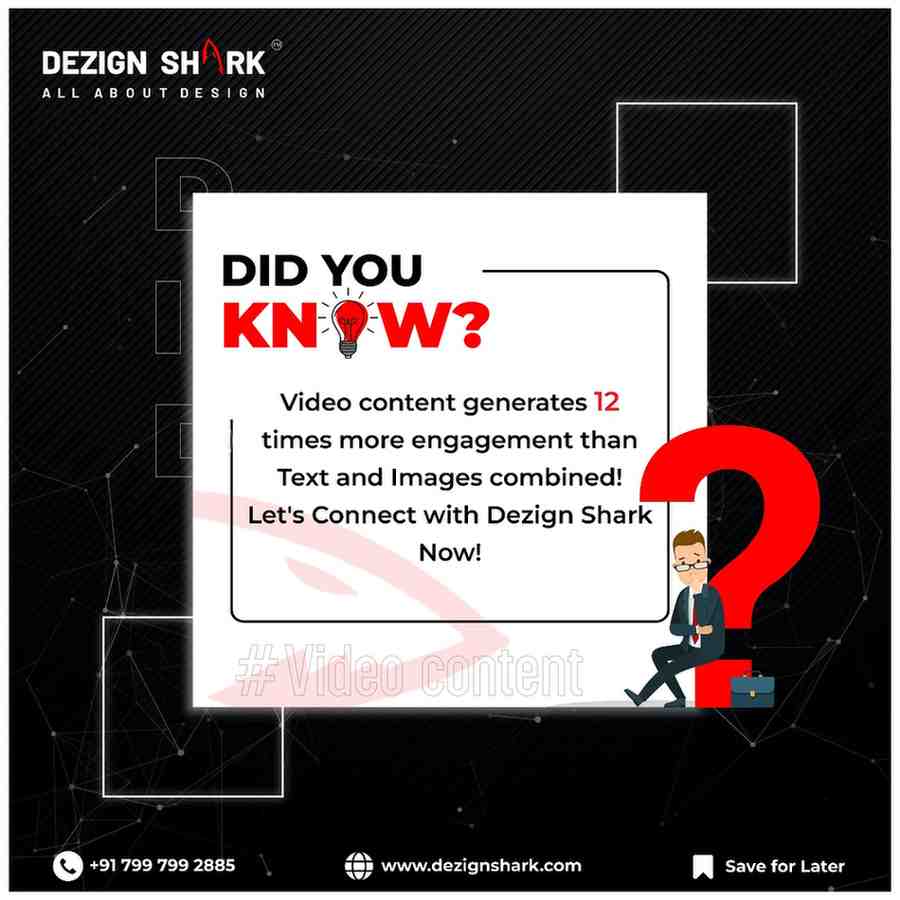 DEZIGN SHARK
ALL ABOUT DESIGN
DID
DID YOU
KNOW?
Video content generates 12
times more engagement than
Text and Images combined!
Let's Connect with Dezign Shark
Now!
#Video content
+91 799 799 2885
www.dezignshark.com
Save for Later